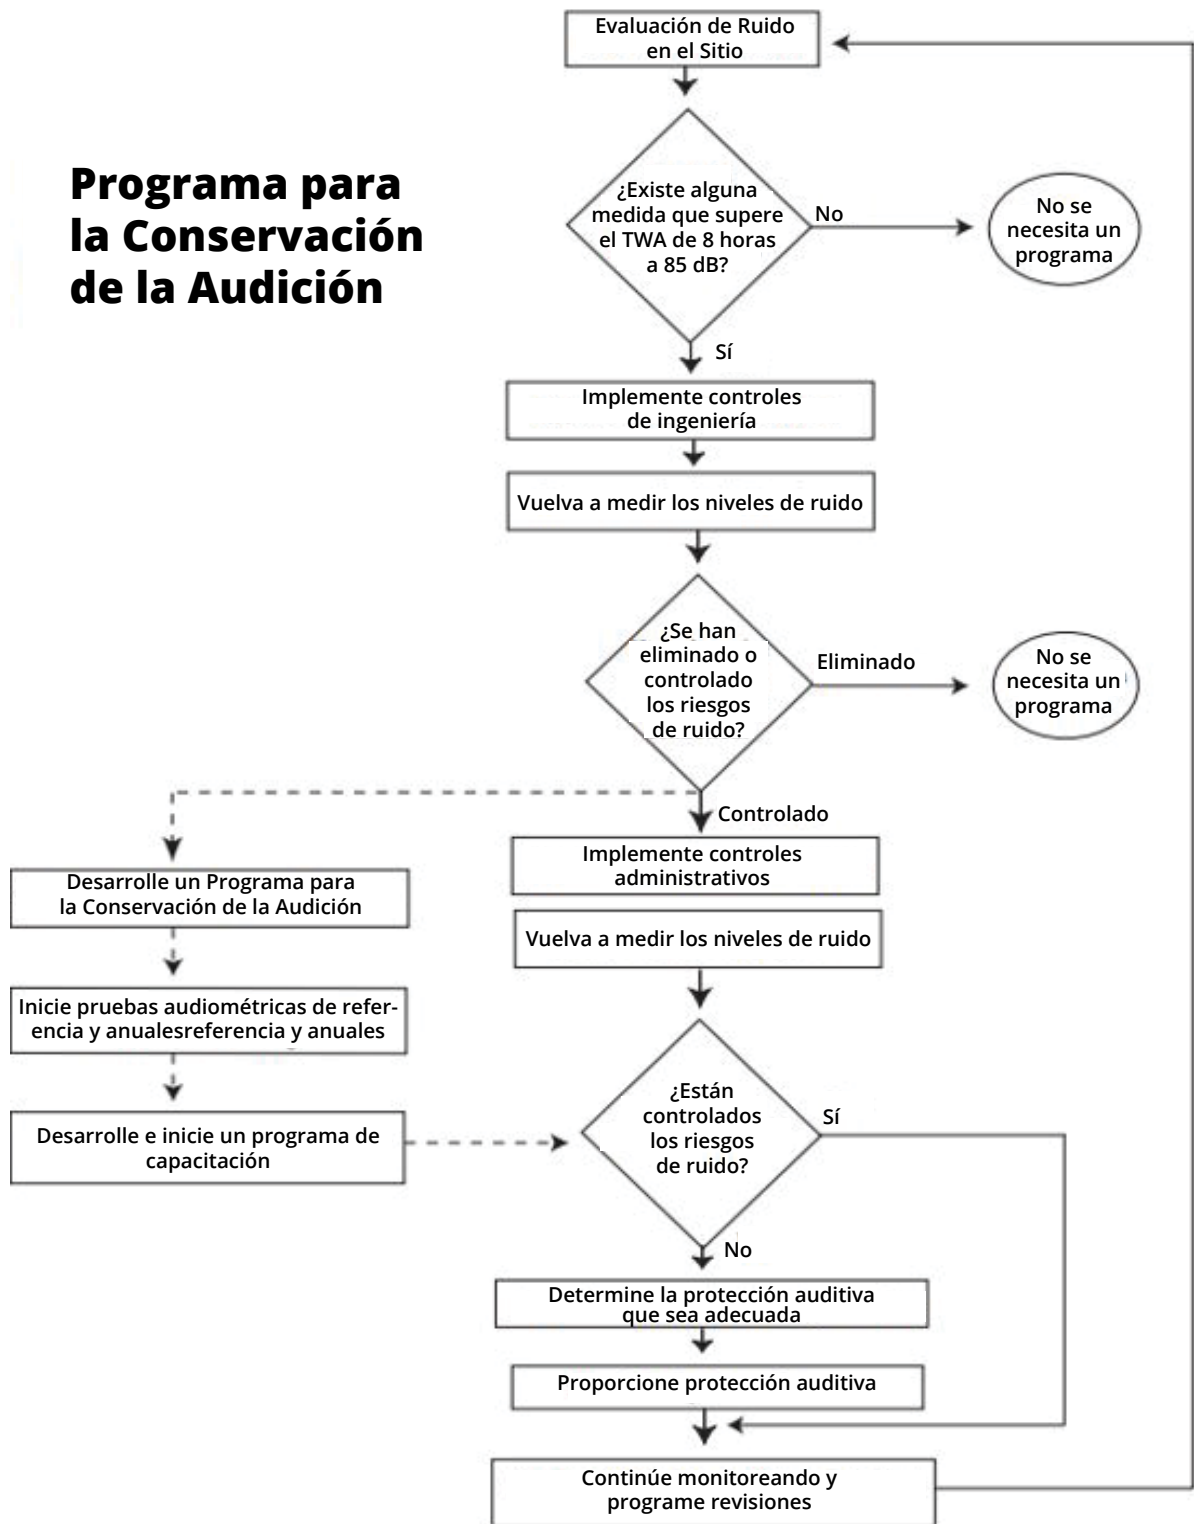 Evaluación de Ruido
en el Sitio
Programa para
la Conservación
de la Audición
¿Existe alguna
medida que supere
el TWA de 8 horas
a 85 dB?
No
No se
necesita un
programa
Sí
Implemente controles
de ingeniería
Vuelva a medir los niveles de ruido
¿Se han
eliminado o
controlado
los riesgos
de ruido?
Eliminado
No se
necesita un
programa
Controlado
Implemente controles
administrativos
Desarrolle un Programa para
la Conservación de la Audición
Vuelva a medir los niveles de ruido
Inicie pruebas audiométricas de refer-
encia y anualesreferencia y anuales
Desarrolle e inicie un programa de
capacitación
¿Están
controlados
los riesgos
de ruido?
Sí
No
Determine la protección auditiva
que sea adecuada
Proporcione protección auditiva
Continúe monitoreando y
programe revisiones